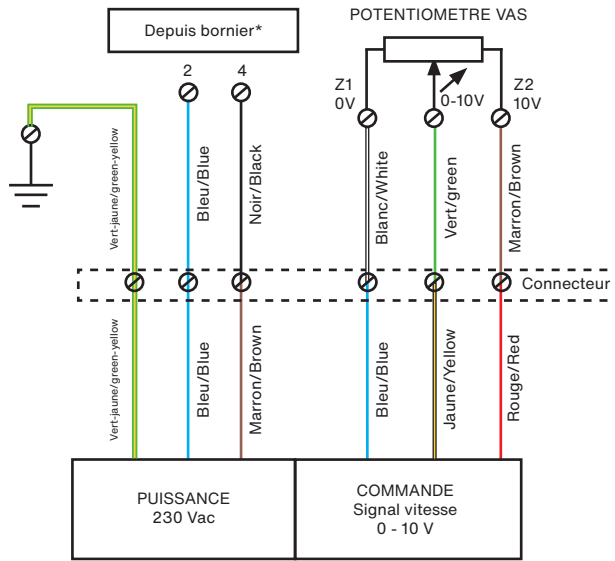 POTENTIOMETRE VAS
Depuis bornier*
2
4
Z1
0V
0-10V
Z2
10V
Vert-jaune/green-yellow
Bleu/Blue
Noir/Black
Blanc/White
Vert/green
Marron/Brown
Connecteur
Vert-jaune/green-yellow
Bleu/Blue
Marron/Brown
Bleu/Blue
Jaune/Yellow
Rouge/Red
PUISSANCE
230 Vac
COMMANDE
Signal vitesse
0 - 10 V